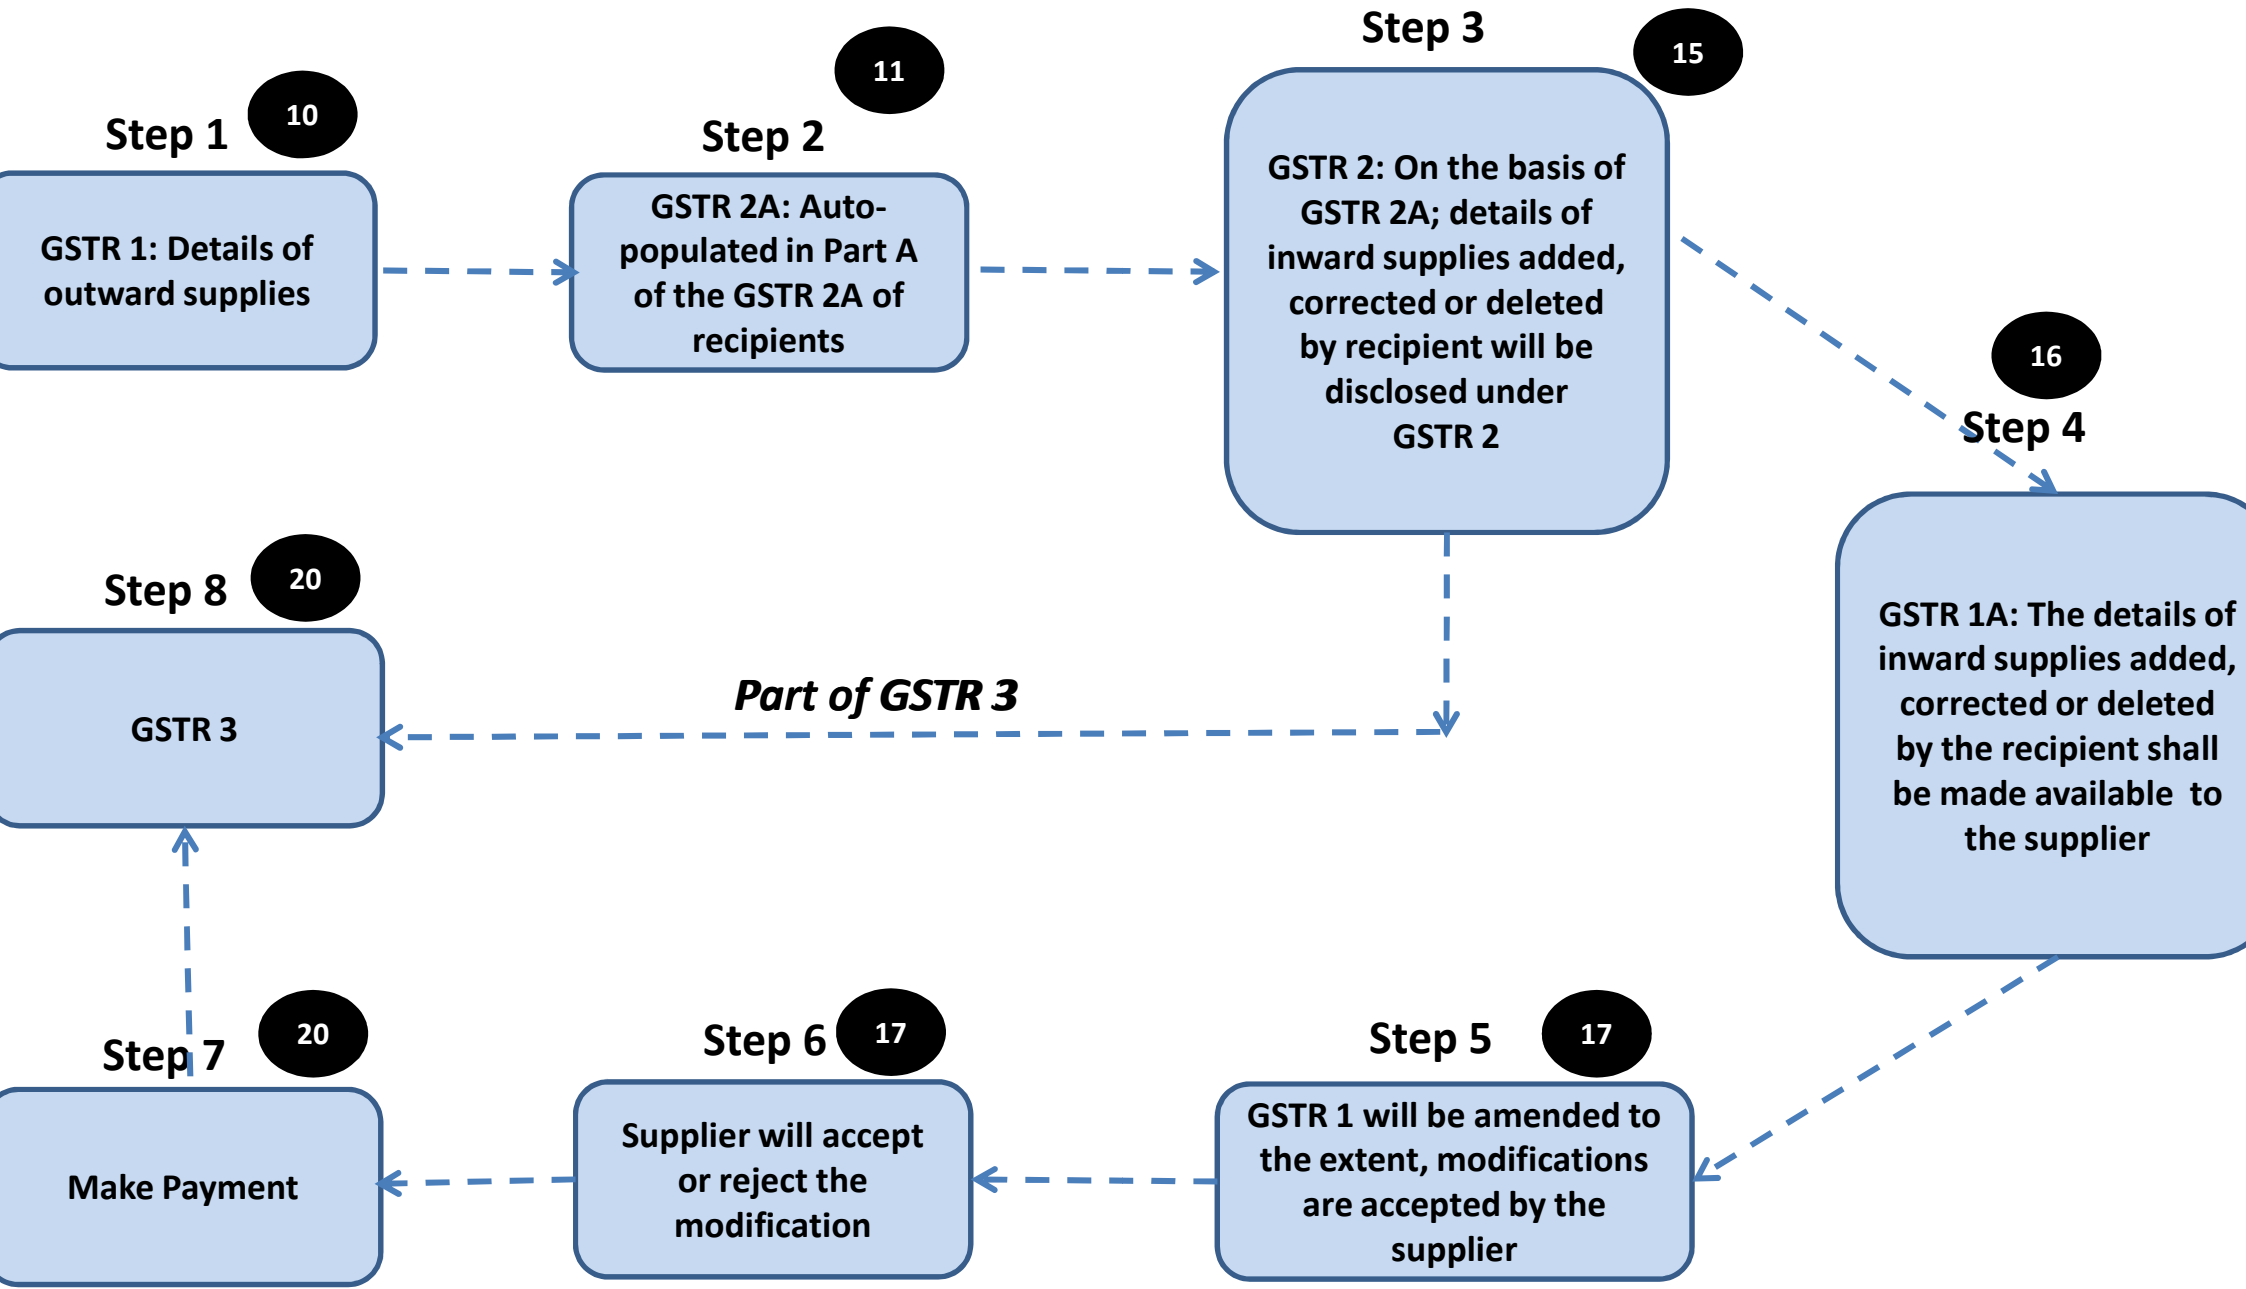 Step 1
10
GSTR 1: Details of
outward supplies
Step 2
11
GSTR 2A: Auto-
populated in Part A
of the GSTR 2A of
recipients
Step 3
15
GSTR 2: On the basis of
GSTR 2A; details of
inward supplies added,
corrected or deleted
by recipient will be
disclosed under
GSTR 2
16
Step 4
GSTR 1A: The details of
inward supplies added,
corrected or deleted
by the recipient shall
be made available to
the supplier
Step 8
20
GSTR 3
Part of GSTR 3
Step 7
20
Make Payment
Step 6
17
Supplier will accept
or reject the
modification
Step 5
17
GSTR 1 will be amended to
the extent, modifications
are accepted by the
supplier